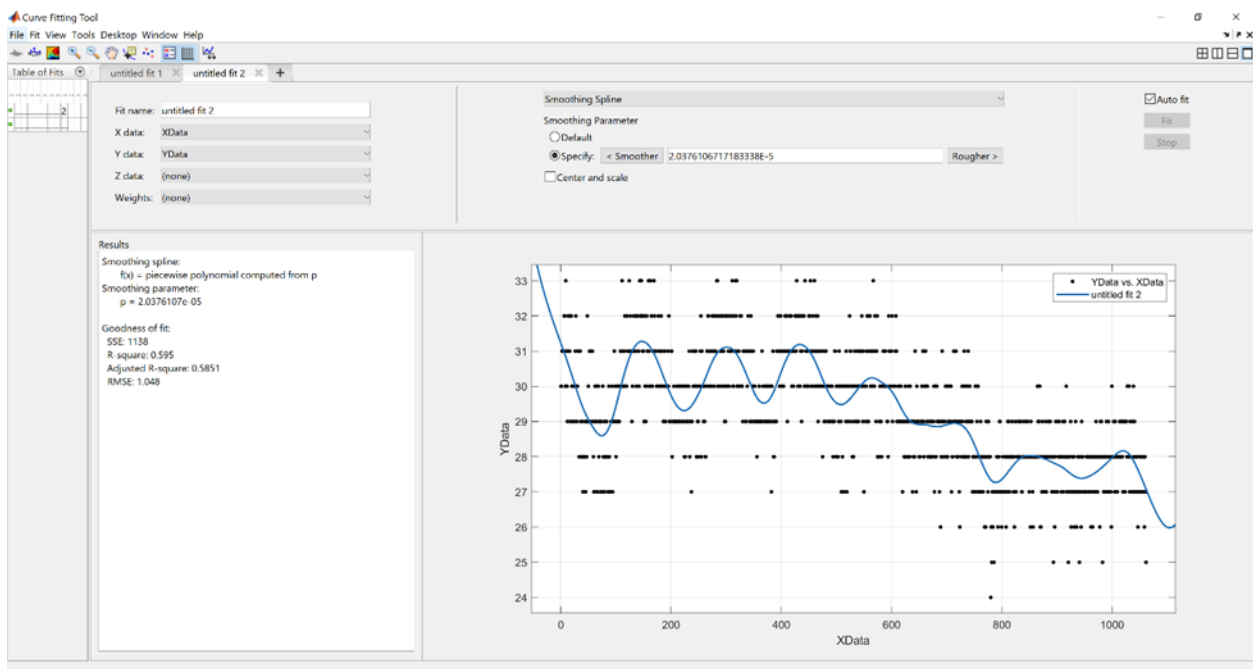 Curve Fitting Tool
File Fit View Tools Desktop Window Help
Table of Fits
untitled fit 1
untitled fit 2
2
Fit name: untitled fit 2
X data: XData
Y data: YData
Z data: (none)
Weights: (none)
Smoothing Spline
Smoothing Parameter
Default
Specify: < Smoother 2.0376106717183338E-5 Rougher >
Center and scale
Auto fit
Fit
Stop
Results
Smoothing spline:
f(x) = piecewise polynomial computed from p
Smoothing parameter:
p = 2.0376107e-05
Goodness of fit:
SSE: 1138
R-square: 0.595
Adjusted R-square: 0.5851
RMSE: 1.048
YData vs. XData
untitled fit 2
33
32
31
30
29
28
27
26
25
24
YData
0 200 400 600 800 1000
XData